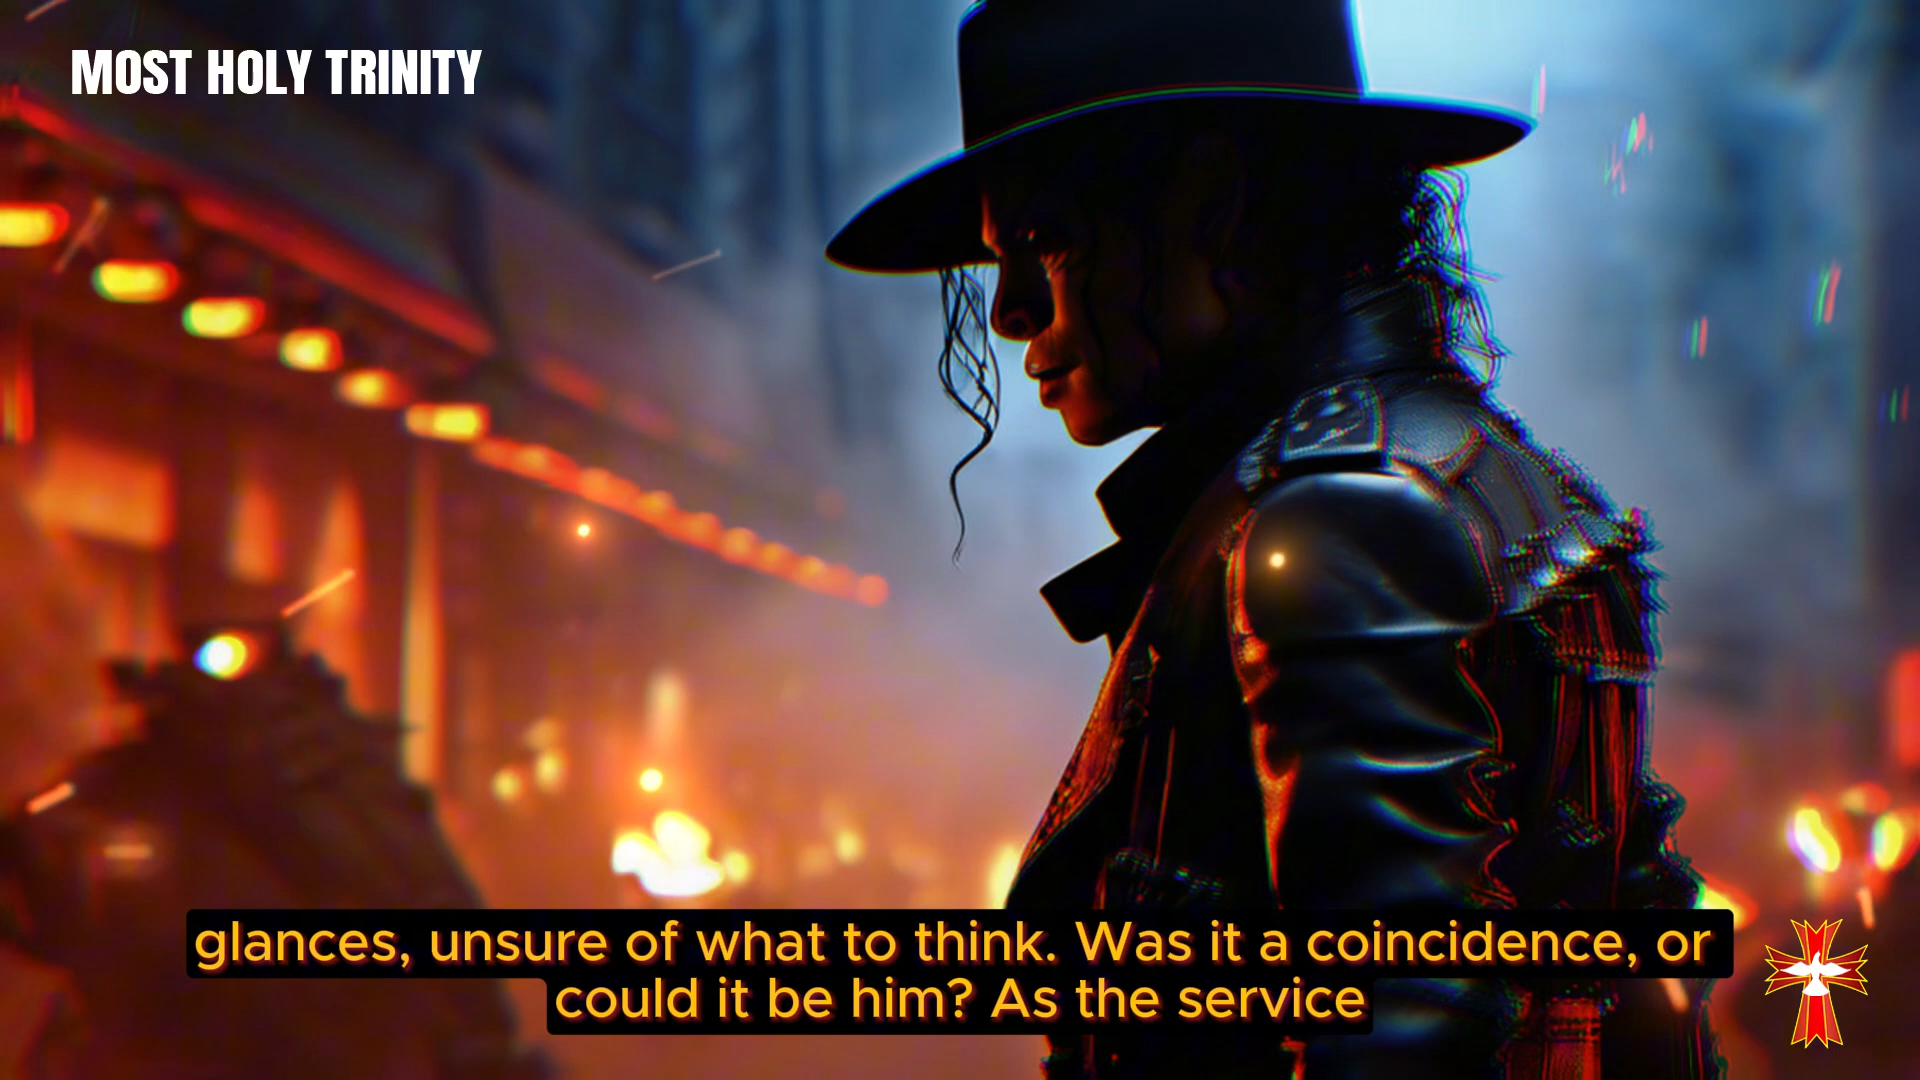 MOST HOLY TRINITY
glances, unsure of what to think. Was it a coincidence, or
could it be him? As the service